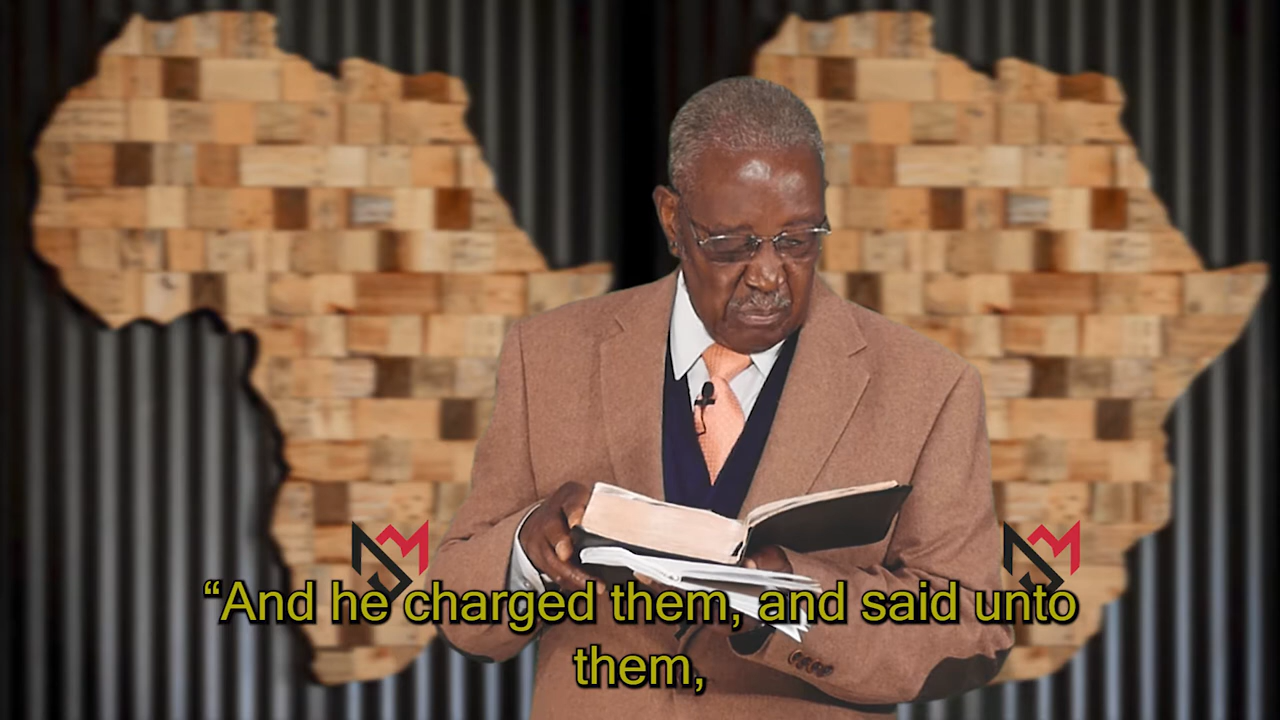 “And he charged them, and said unto
them,